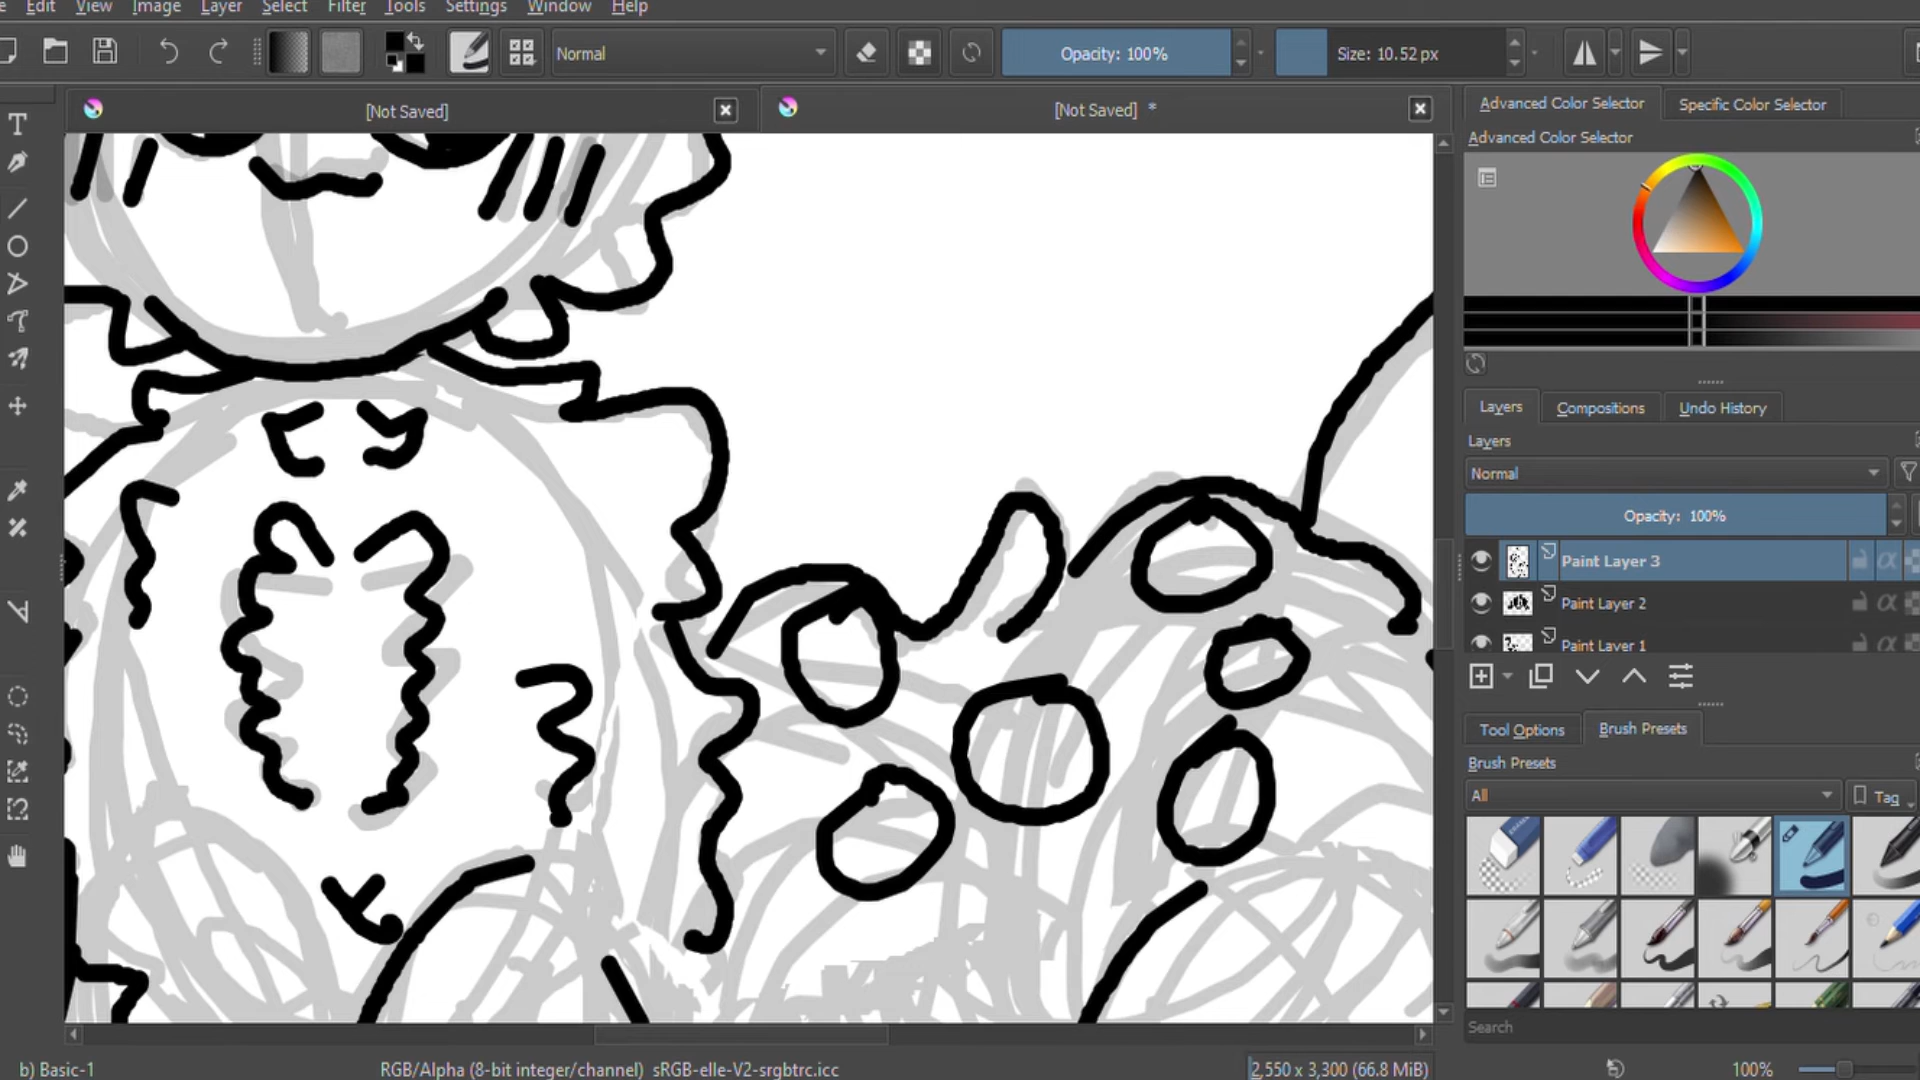 Edit View Image Layer Select Filter Tools Settings Window Help
Normal Opacity: 100% Size: 10.52 px
[Not Saved] [Not Saved] *
Advanced Color Selector Specific Color Selector
Advanced Color Selector
Layers Compositions Undo History
Layers
Normal
Opacity: 100%
Paint Layer 3
Paint Layer 2
Paint Layer 1
Tool Options Brush Presets
Brush Presets
All Tag
Search
b) Basic-1 RGB/Alpha (8-bit integer/channel) sRGB-elle-V2-srgbtrc.icc 2,550 x 3,300 (66.8 MiB) 100%